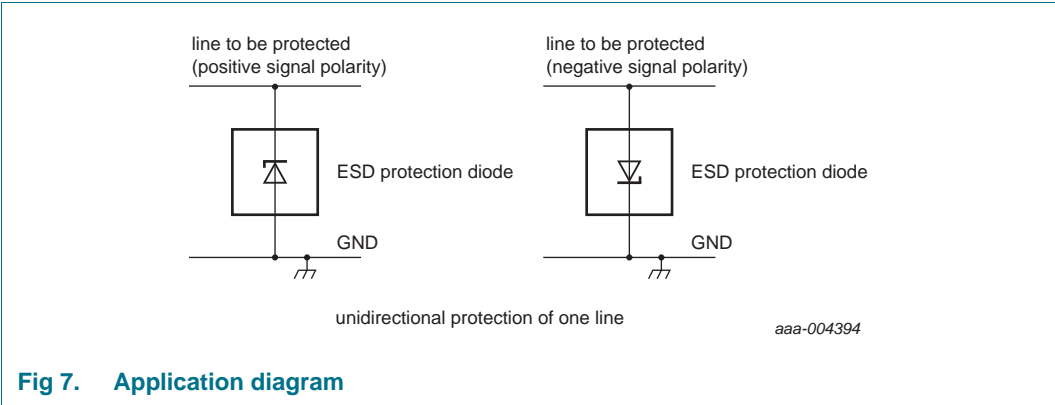 line to be protected
(positive signal polarity)
ESD protection diode
GND
line to be protected
(negative signal polarity)
ESD protection diode
GND
unidirectional protection of one line
aaa-004394
Fig 7. Application diagram